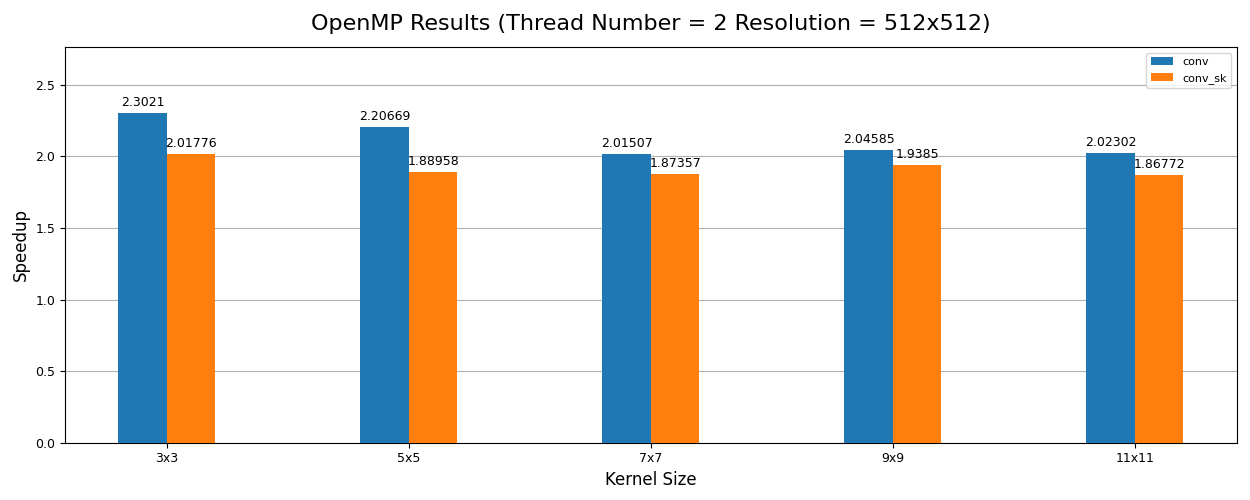 OpenMP Results (Thread Number = 2 Resolution = 512x512)
conv
conv_sk
2.5
2.0
1.5
1.0
0.5
0.0
Speedup
2.3021
2.01776
2.20669
1.88958
2.01507
1.87357
2.04585
1.9385
2.02302
1.86772
3x3
5x5
7x7
9x9
11x11
Kernel Size